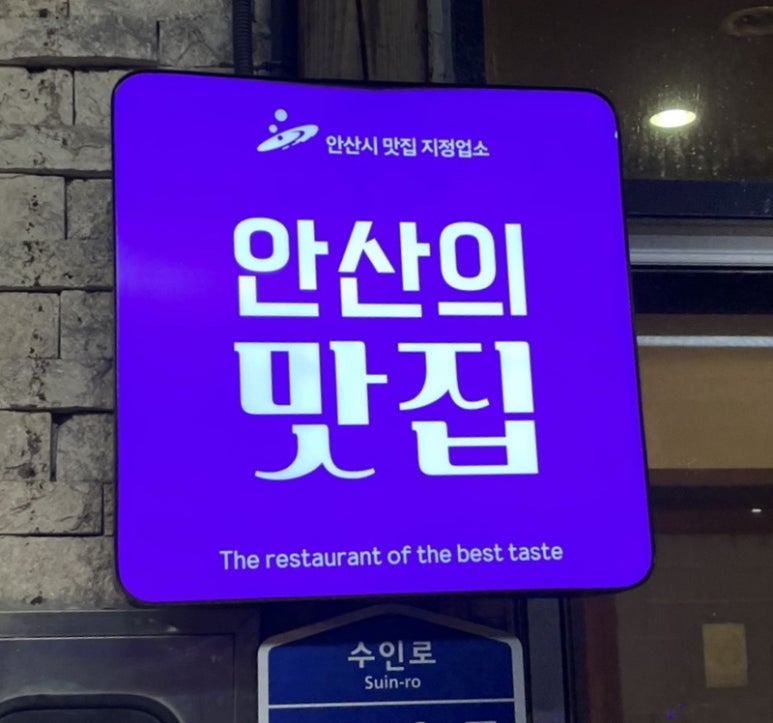 안산시 맛집 지정업소
안산의
맛집
The restaurant of the best taste
수인로
Suin-ro